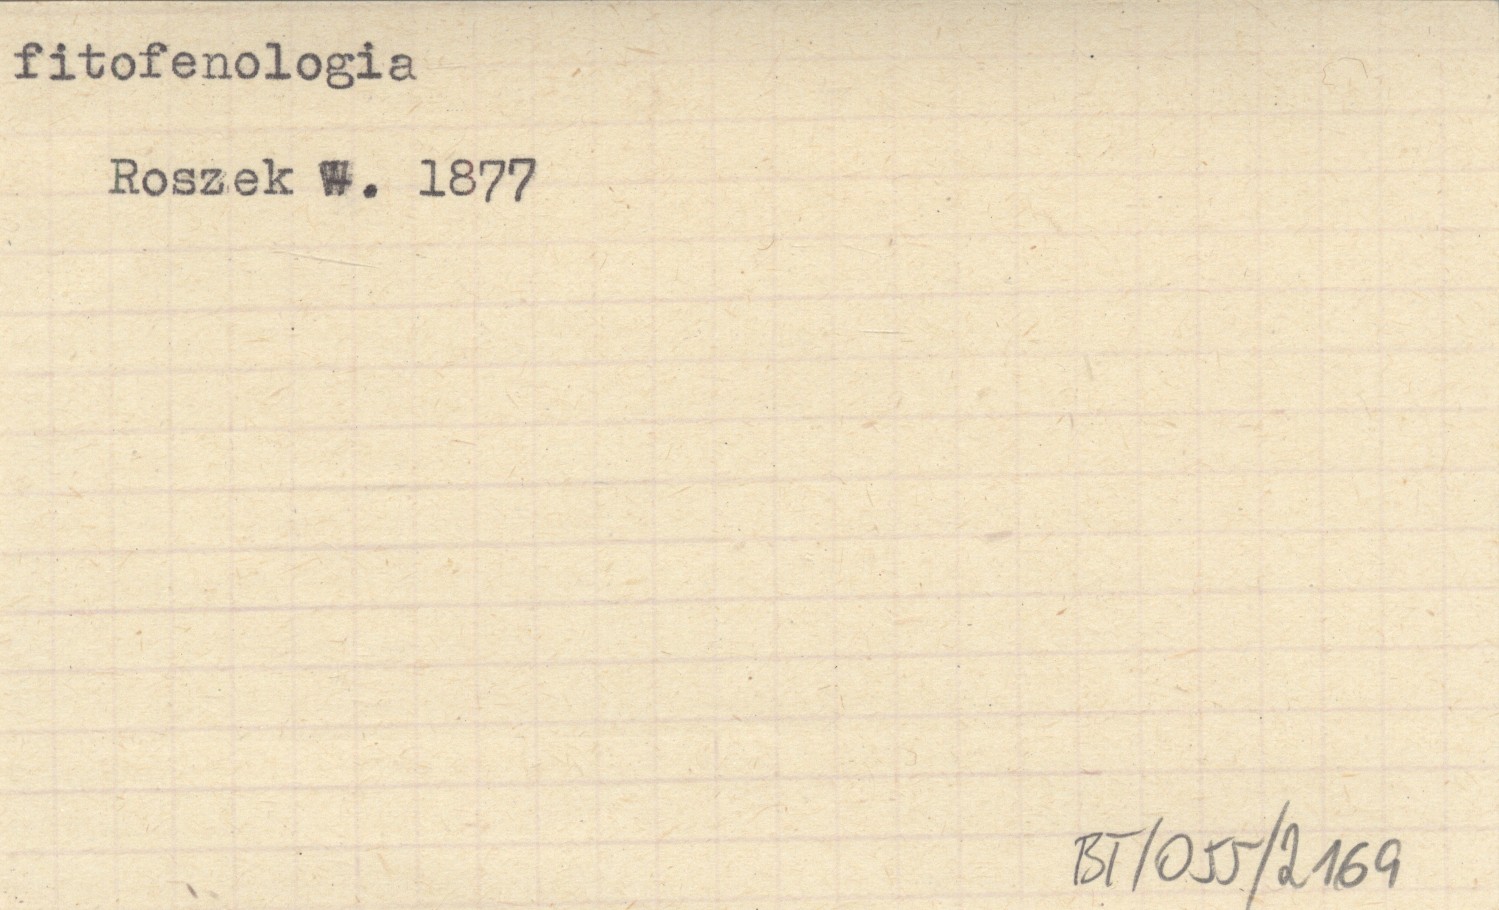 fitofenologia
Roszek W. 1877
BT/055/2169